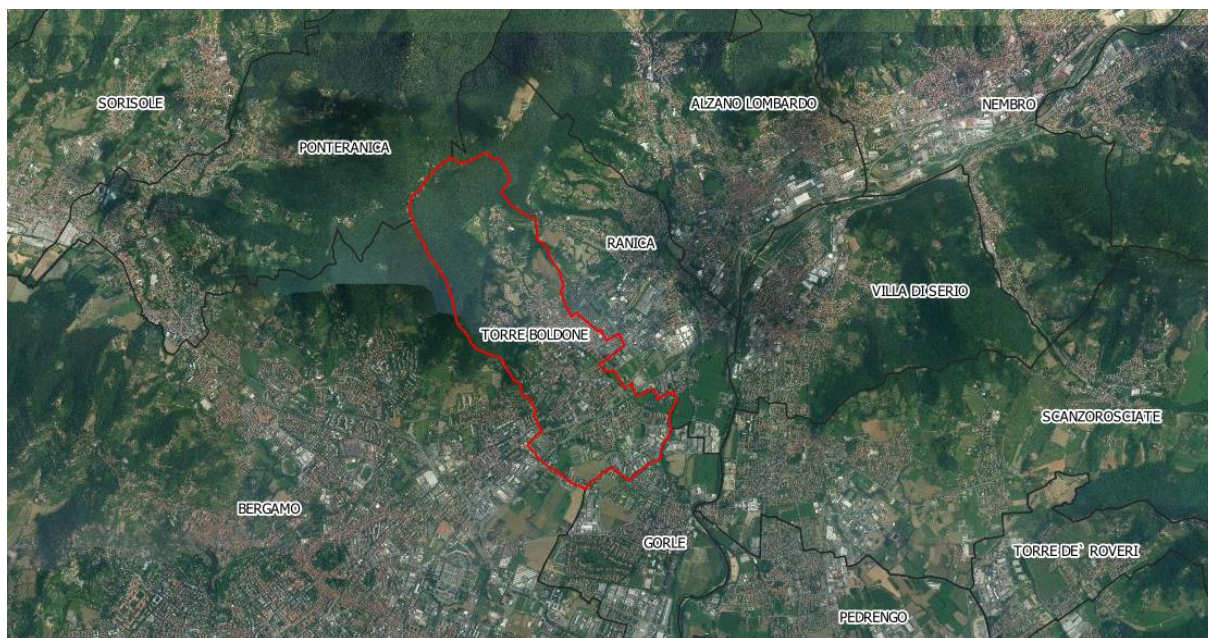 SORISOLE
ALZANO LOMBARDO
NEMBRO
PONTERANICA
RANICA
VILLA DI SERIO
TORRE BOLDONE
SCANZOROSCIATE
BERGAMO
GORLE
TORRE DE` ROVERI
PEDRENGO